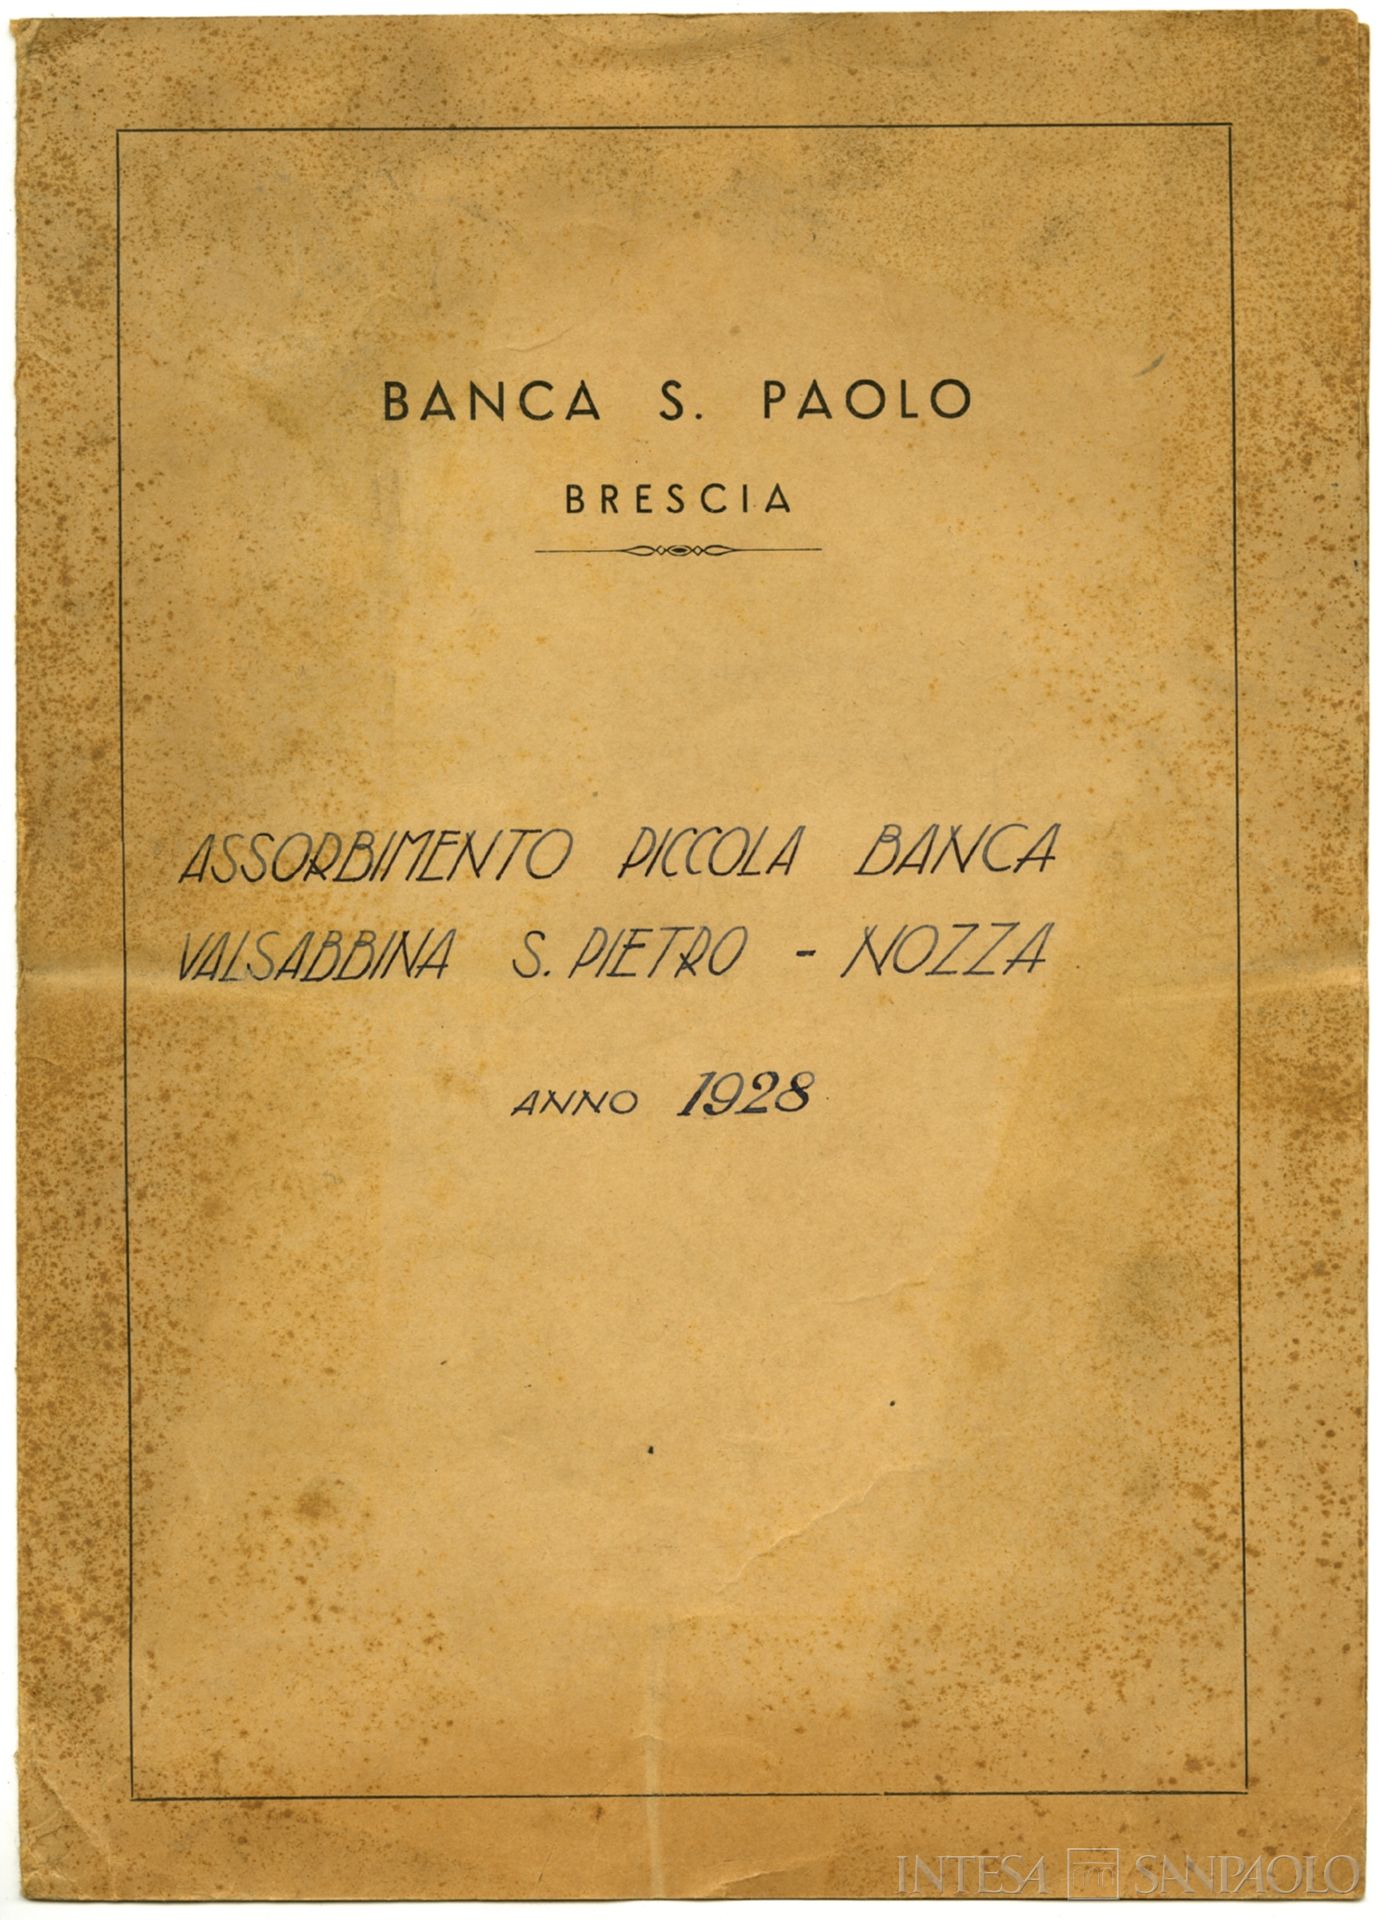 BANCA S. PAOLO
BRESCIA
ASSORBIMENTO PICCOLA BANCA
VALSABBINA S. PIETRO - NOZZA
ANNO 1928
INTESA SANPAOLO